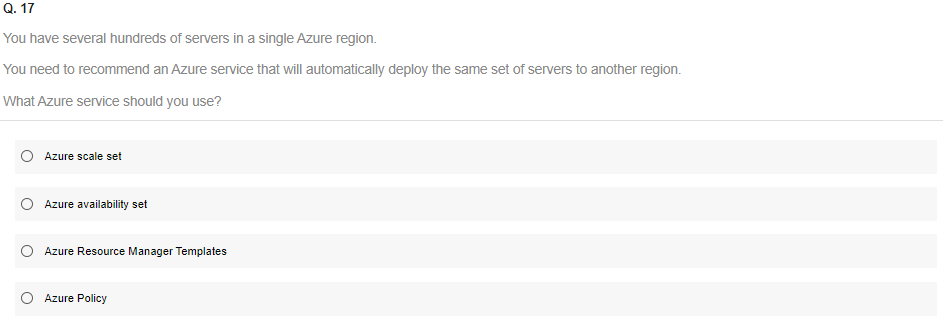 Q. 17
You have several hundreds of servers in a single Azure region.
You need to recommend an Azure service that will automatically deploy the same set of servers to another region.
What Azure service should you use?
Azure scale set
Azure availability set
Azure Resource Manager Templates
Azure Policy